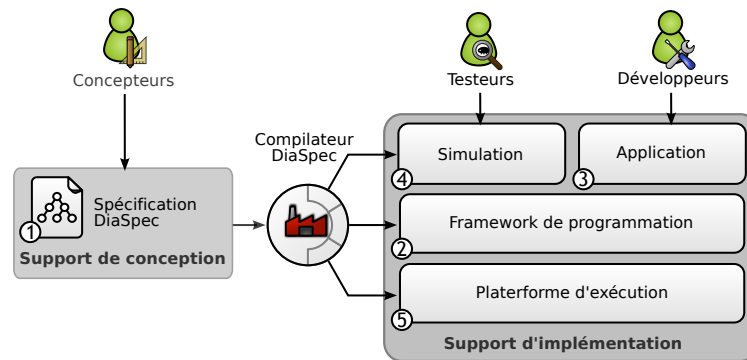 Concepteurs
Testeurs
Développeurs
Compilateur
DiaSpec
Simulation
4
Application
3
Spécification
DiaSpec
1
Support de conception
Framework de programmation
2
Platerforme d'exécution
5
Support d'implémentation